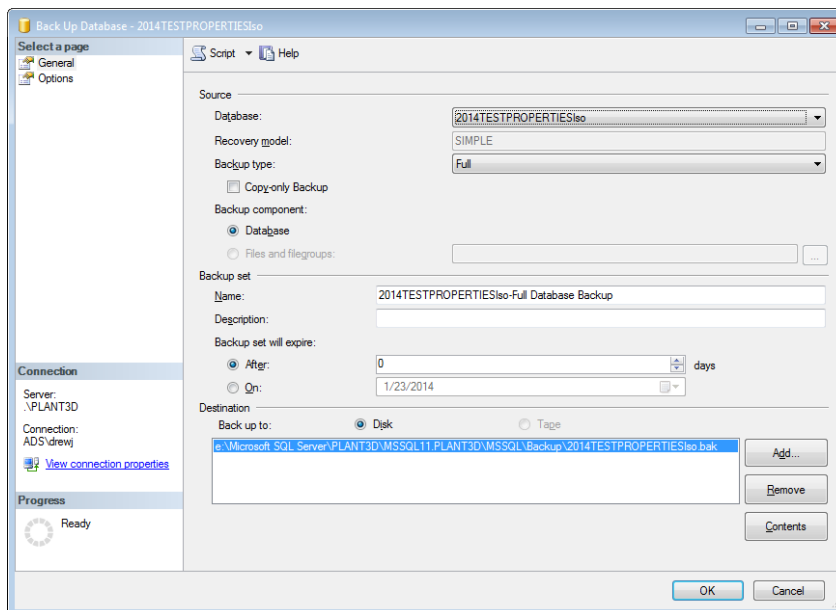 Back Up Database - 2014TESTPROPERTIESIso
Select a page
General
Options
Script
Help
Source
Database:
2014TESTPROPERTIESIso
Recovery model:
SIMPLE
Backup type:
Full
Copy-only Backup
Backup component:
Database
Files and filegroups:
...
Backup set
Name:
2014TESTPROPERTIESIso-Full Database Backup
Description:
Backup set will expire:
After:
0
days
On:
1/23/2014
Destination
Back up to:
Disk
Tape
e:\Microsoft SQL Server\PLANT3D\MSSQL11.PLANT3D\MSSQL\Backup\2014TESTPROPERTIESIso.bak
Add...
Remove
Contents
Connection
Server:
.\PLANT3D
Connection:
ADS\drewj
View connection properties
Progress
Ready
OK
Cancel